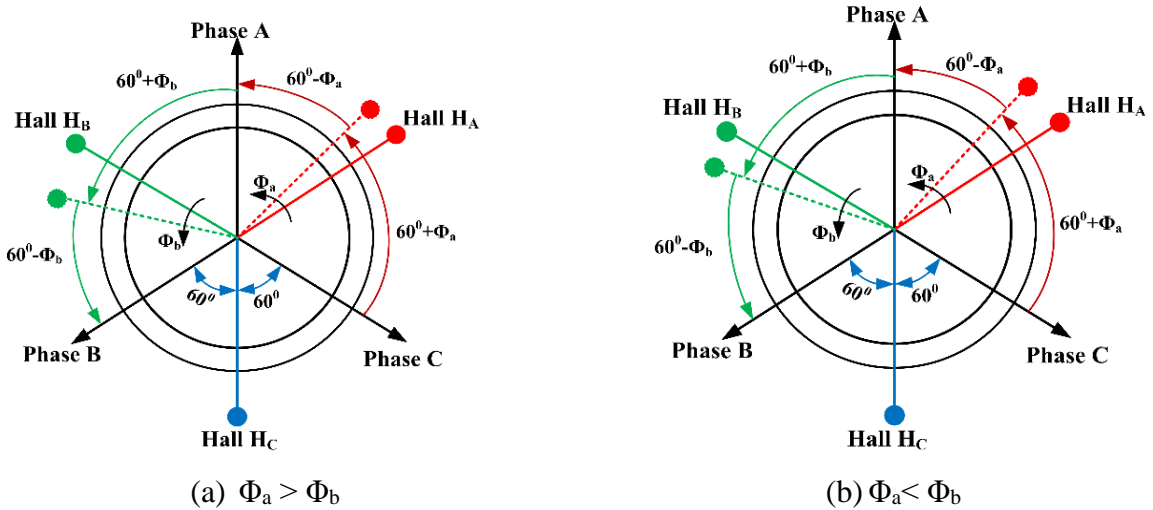 Phase A
60⁰+Φb
60⁰-Φa
Hall HB
Hall HA
Φa
Φb
60⁰+Φa
60⁰-Φb
60⁰
60⁰
Phase B
Phase C
Hall HC
(a) Φa > Φb
Phase A
60⁰+Φb
60⁰-Φa
Hall HB
Hall HA
Φa
Φb
60⁰+Φa
60⁰-Φb
60⁰
60⁰
Phase B
Phase C
Hall HC
(b) Φa< Φb